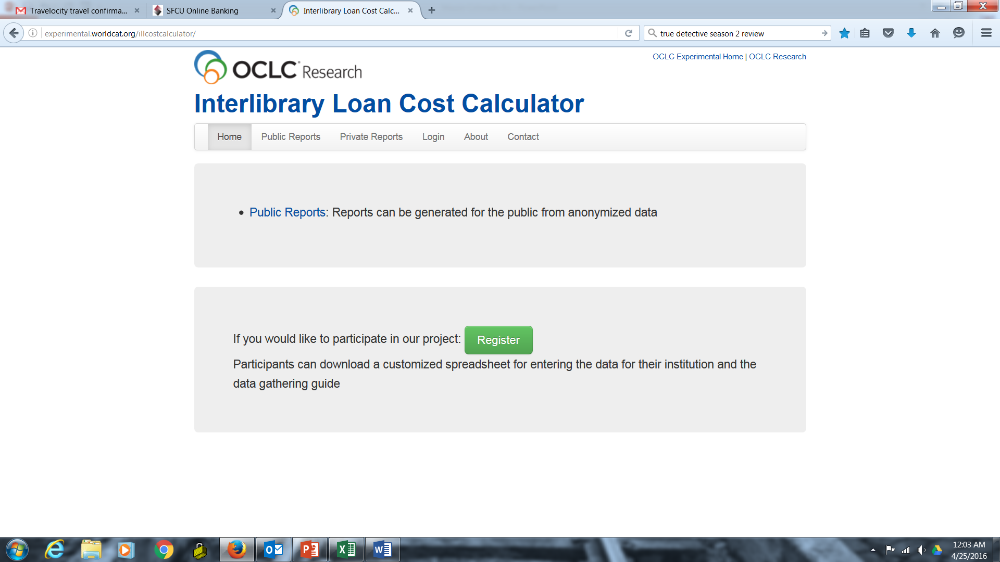 Travelocity travel confirma...
SFCU Online Banking
Interlibrary Loan Cost Calc...
experimental.worldcat.org/illcostcalculator/
true detective season 2 review
OCLC Experimental Home | OCLC Research
OCLC Research
Interlibrary Loan Cost Calculator
Home Public Reports Private Reports Login About Contact
• Public Reports: Reports can be generated for the public from anonymized data
If you would like to participate in our project: Register
Participants can download a customized spreadsheet for entering the data for their institution and the
data gathering guide
12:03 AM
4/25/2016